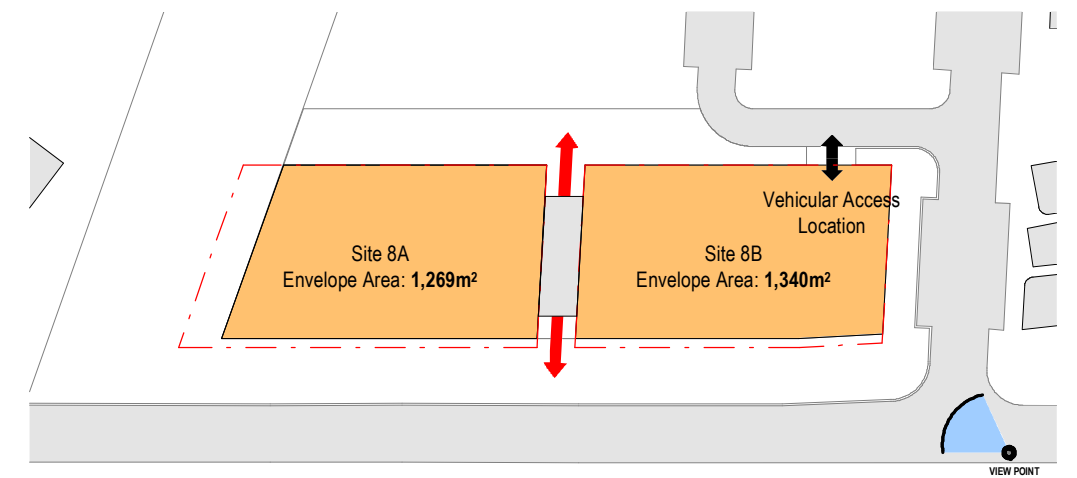 Vehicular Access
Location
Site 8A
Envelope Area: 1,269m²
Site 8B
Envelope Area: 1,340m²
VIEW POINT